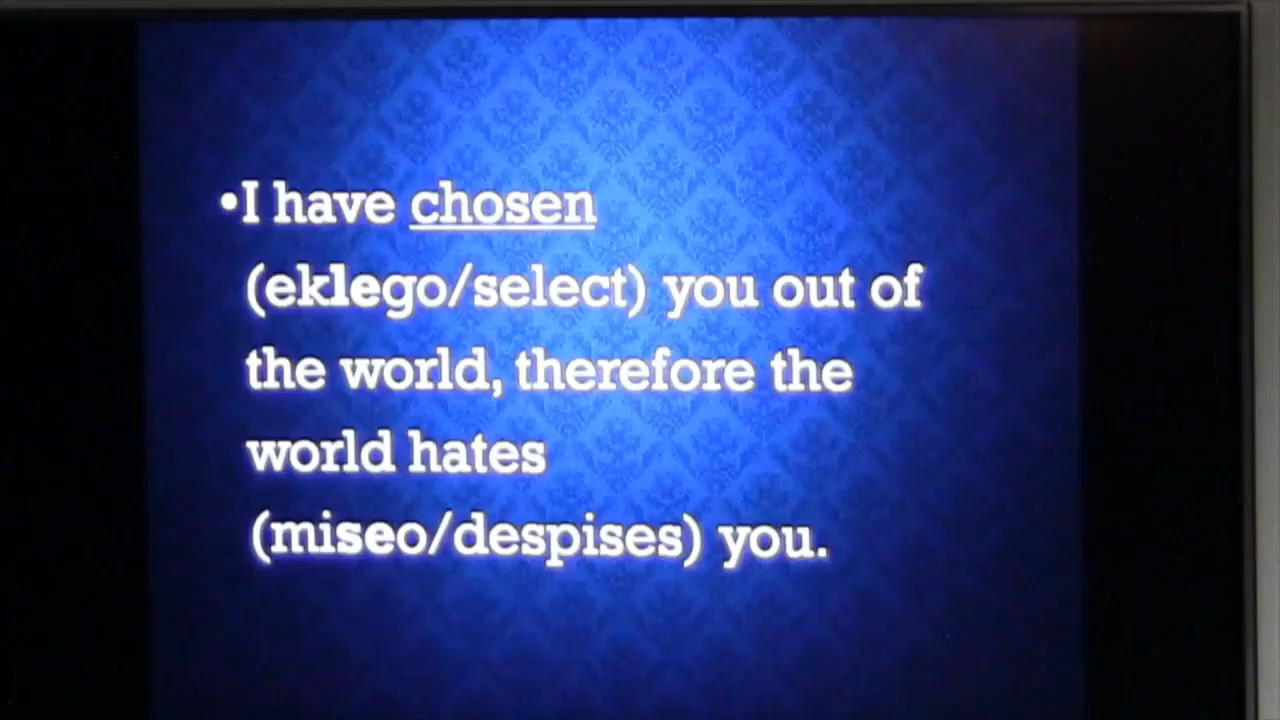 •I have chosen
(eklego/select) you out of
the world, therefore the
world hates
(miseo/despises) you.